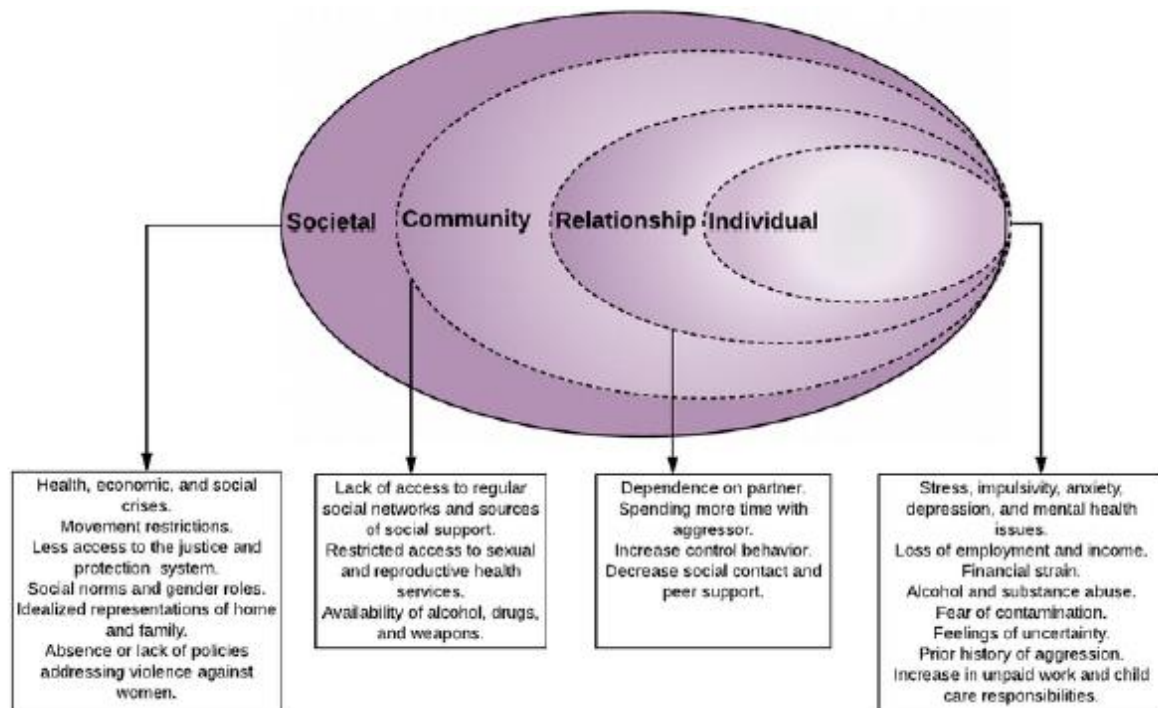 Societal
Community
Relationship
Individual
Health, economic, and social
crises.
Movement restrictions.
Less access to the justice and
protection system.
Social norms and gender roles.
Idealized representations of home
and family.
Absence or lack of policies
addressing violence against
women.
Lack of access to regular
social networks and sources
of social support.
Restricted access to sexual
and reproductive health
services.
Availability of alcohol, drugs,
and weapons.
Dependence on partner.
Spending more time with
aggressor.
Increase control behavior.
Decrease social contact and
peer support.
Stress, impulsivity, anxiety,
depression, and mental health
issues.
Loss of employment and income.
Financial strain.
Alcohol and substance abuse.
Fear of contamination.
Feelings of uncertainty.
Prior history of aggression.
Increase in unpaid work and child
care responsibilities.